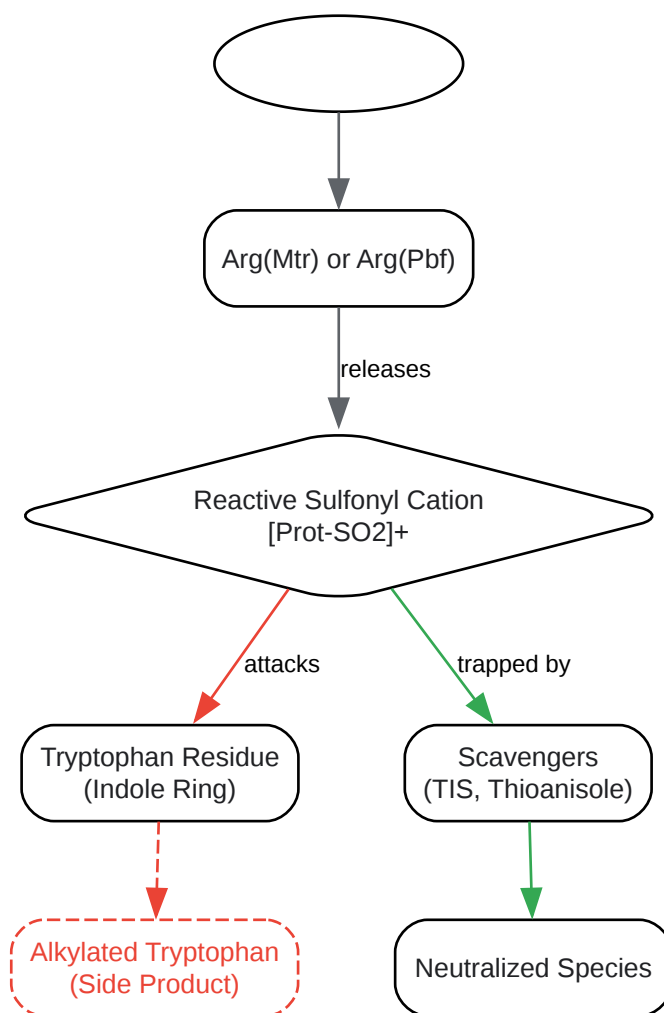 Arg(Mtr) or Arg(Pbf)
releases
Reactive Sulfonyl Cation
[Prot-SO2]+
attacks
trapped by
Tryptophan Residue
(Indole Ring)
Scavengers
(TIS, Thioanisole)
Alkylated Tryptophan
(Side Product)
Neutralized Species